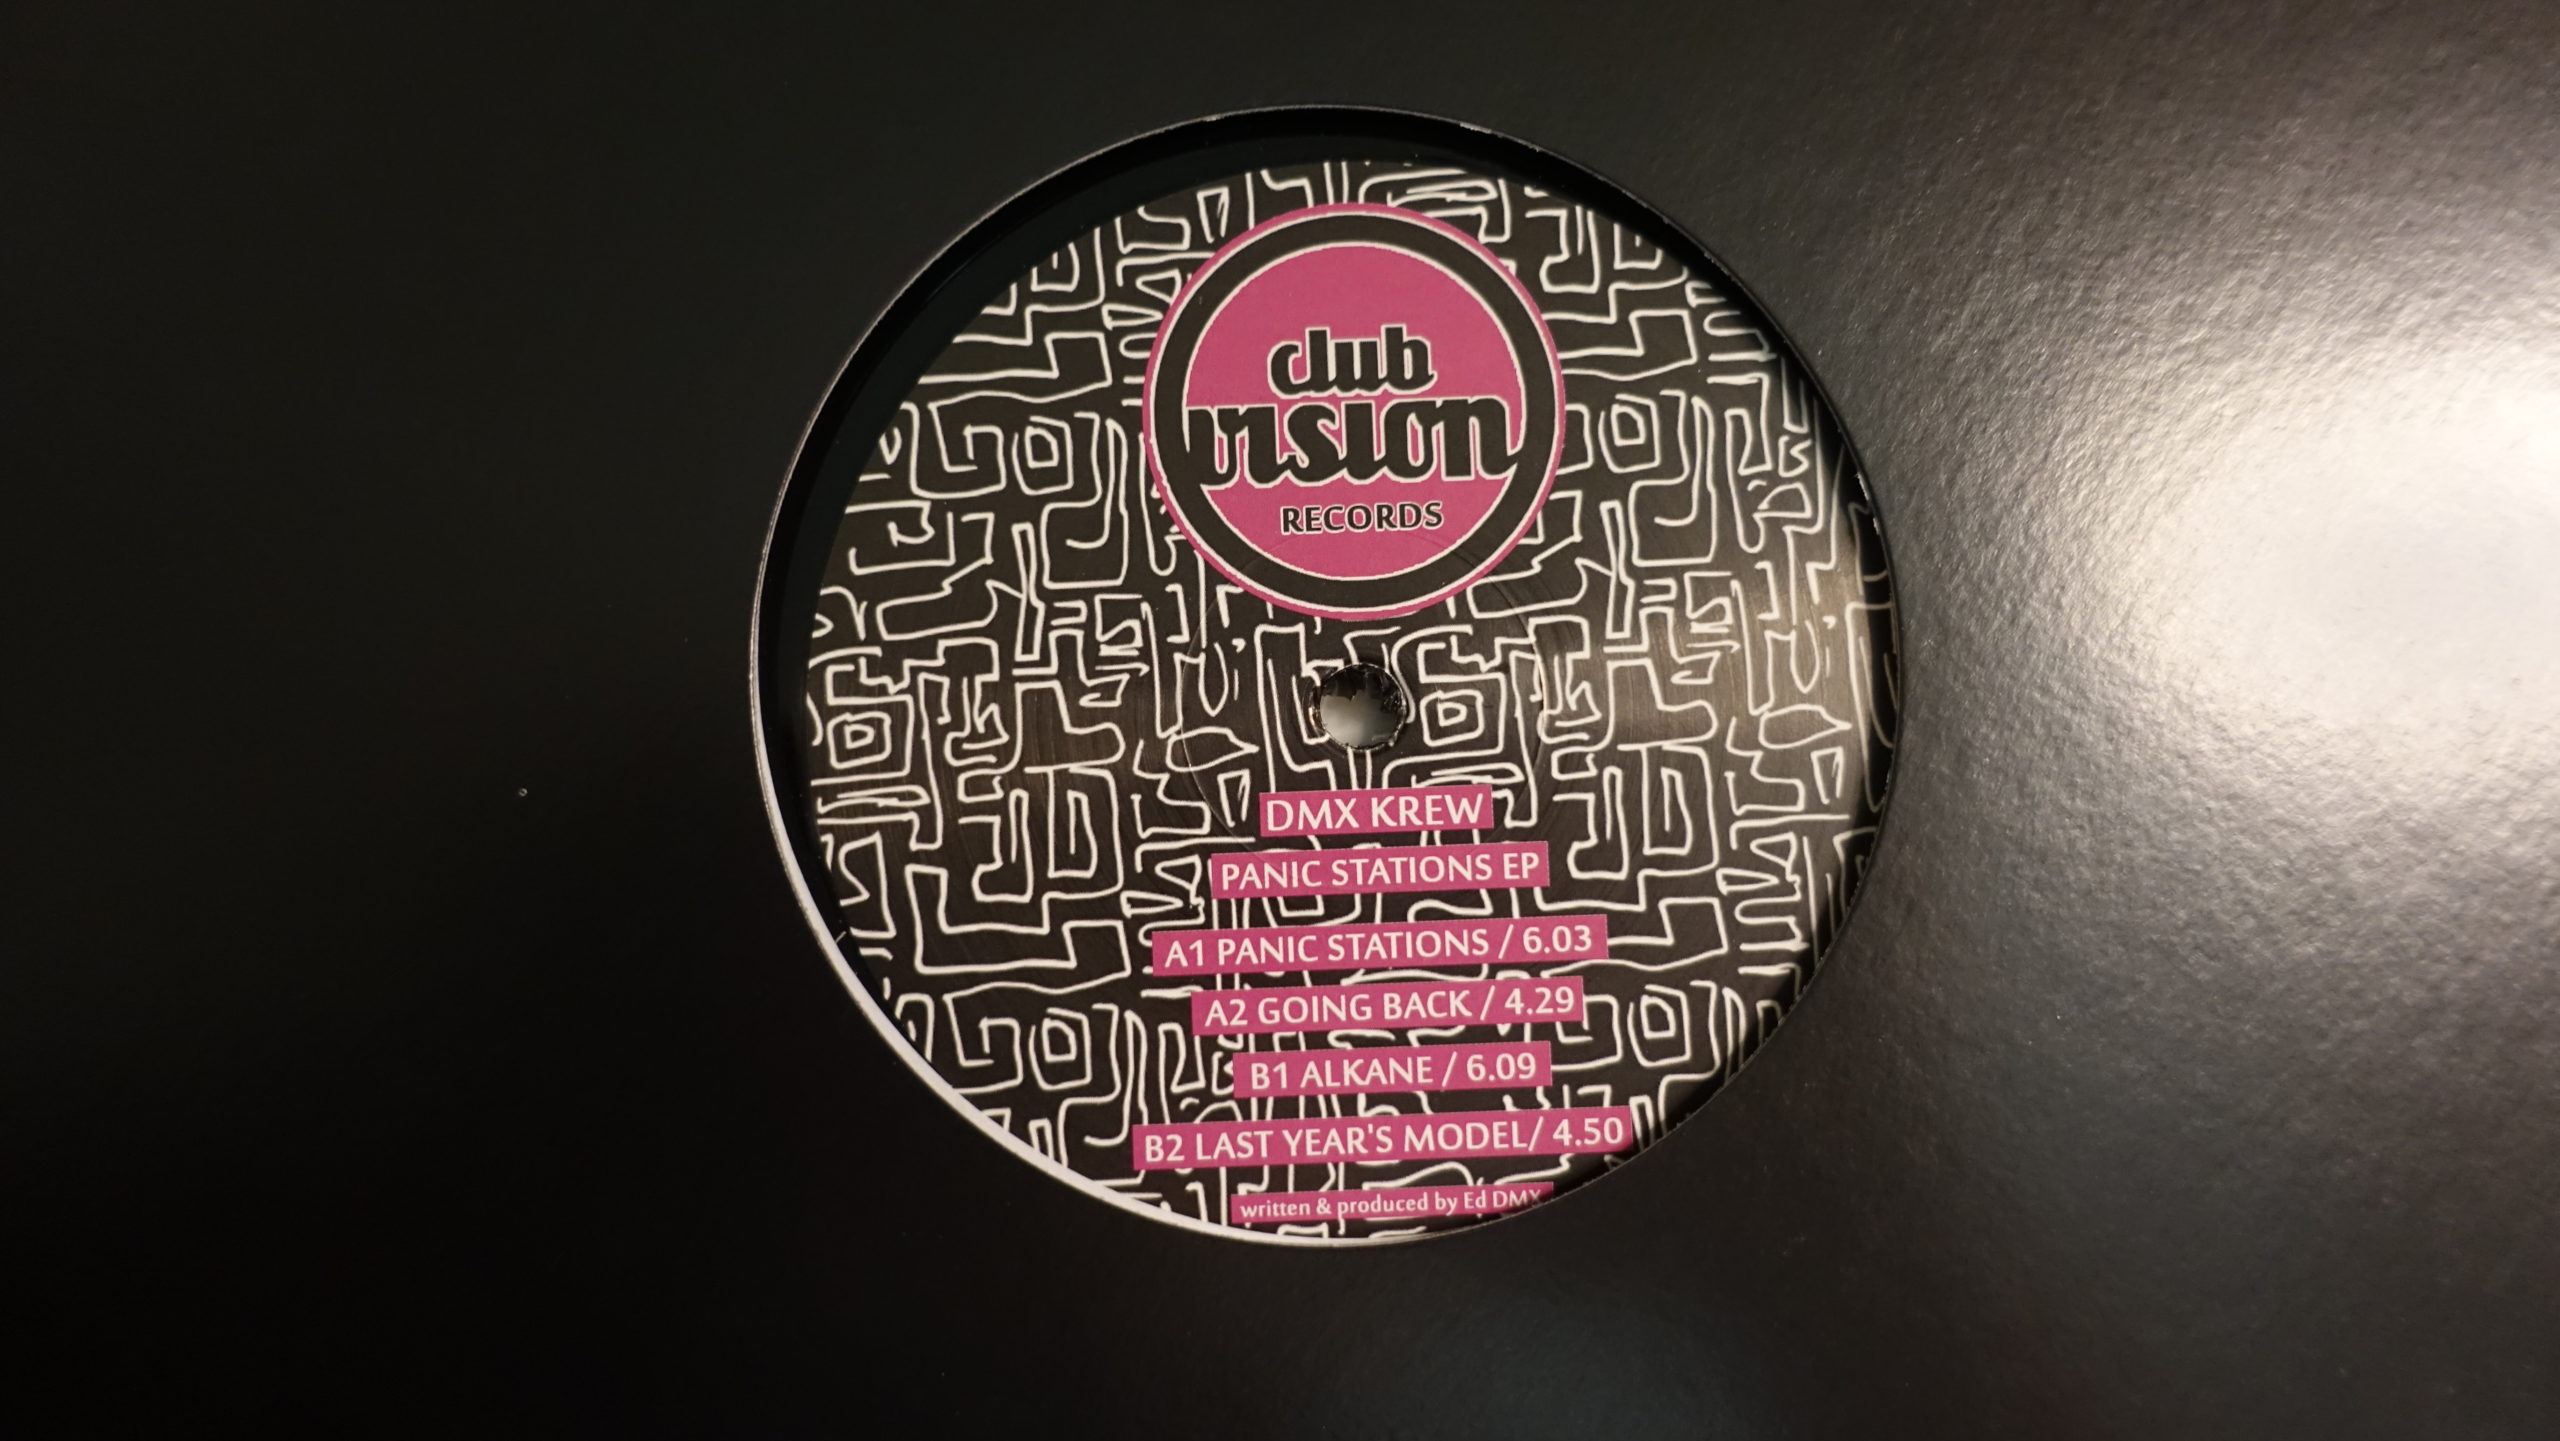 club
vision
RECORDS
DMX KREW
PANIC STATIONS EP
A1 PANIC STATIONS / 6.03
A2 GOING BACK / 4.29
B1 ALKANE / 6.09
B2 LAST YEAR'S MODEL/ 4.50
written & produced by Ed DMX